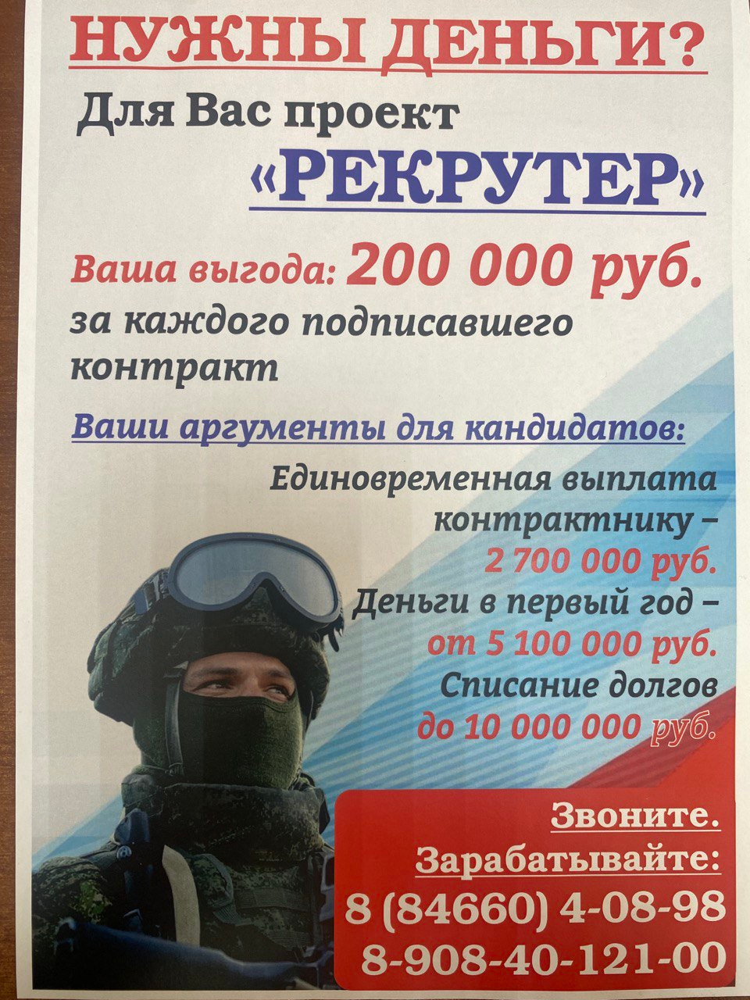 НУЖНЫ ДЕНЬГИ?
Для Вас проект
«РЕКРУТЕР»
Ваша выгода: 200 000 руб.
за каждого подписавшего
контракт
Ваши аргументы для кандидатов:
Единовременная выплата
контрактнику –
2 700 000 руб.
Деньги в первый год –
от 5 100 000 руб.
Списание долгов
до 10 000 000 руб.
Звоните.
Зарабатывайте:
8 (84660) 4-08-98
8-908-40-121-00